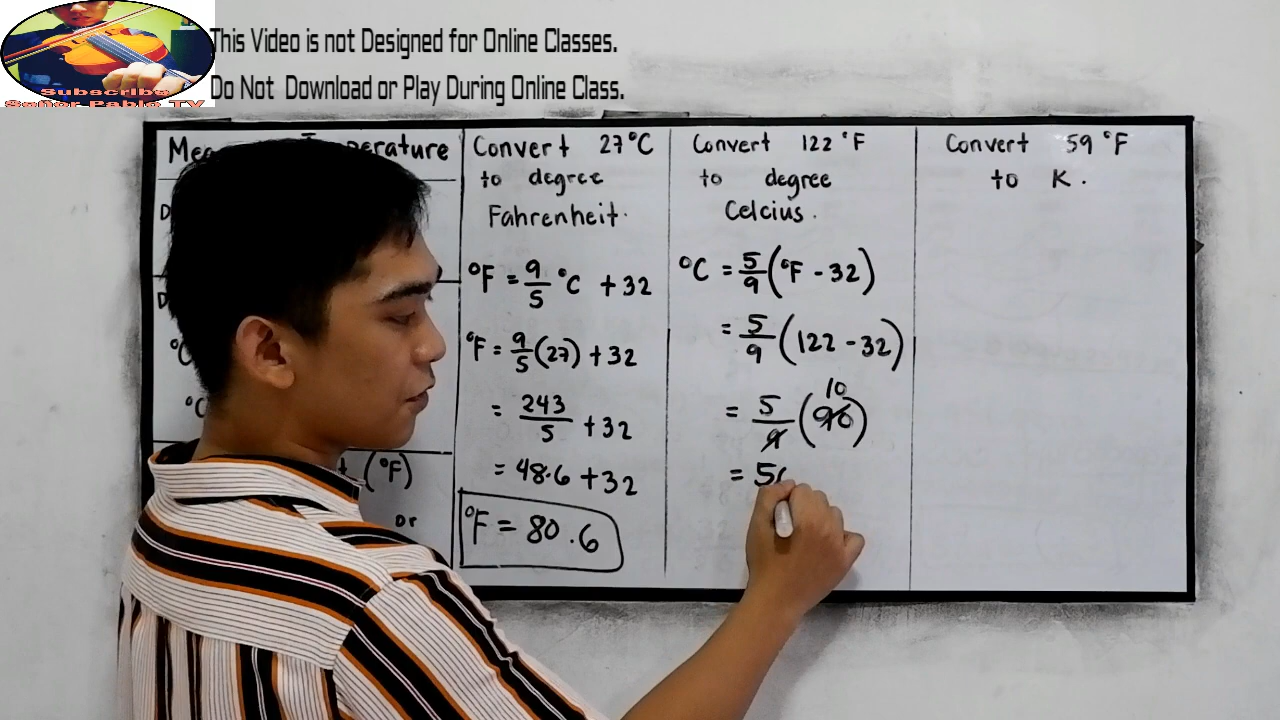 This Video is not Designed for Online Classes.
Do Not Download or Play During Online Class.
Subscribe
Señor Pablo TV
Temperature
°C
°C
(°F)
or
Convert 27°C
to degree
Fahrenheit.
°F = 9/5 °C + 32
°F = 9/5 (27) + 32
= 243/5 + 32
= 48.6 + 32
°F = 80.6
Convert 122 °F
to degree
Celcius.
°C = 5/9 (°F - 32)
= 5/9 (122 - 32)
10
= 5/9 (90)
= 50
Convert 59 °F
to K.